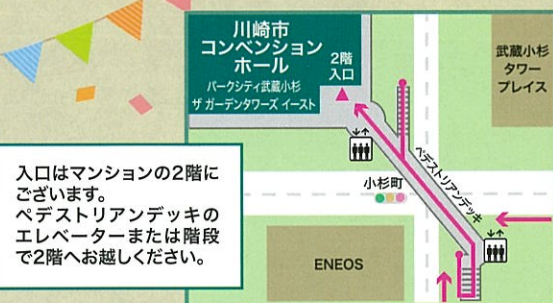 川崎市
コンベンション
ホール
パークシティ武蔵小杉
ザ ガーデンタワーズ イースト
2階
入口
武蔵小杉
タワー
プレイス
入口はマンションの2階に
ございます。
ペデストリアンデッキの
エレベーターまたは階段
で2階へお越しください。
小杉町
ペデストリアンデッキ
ENEOS